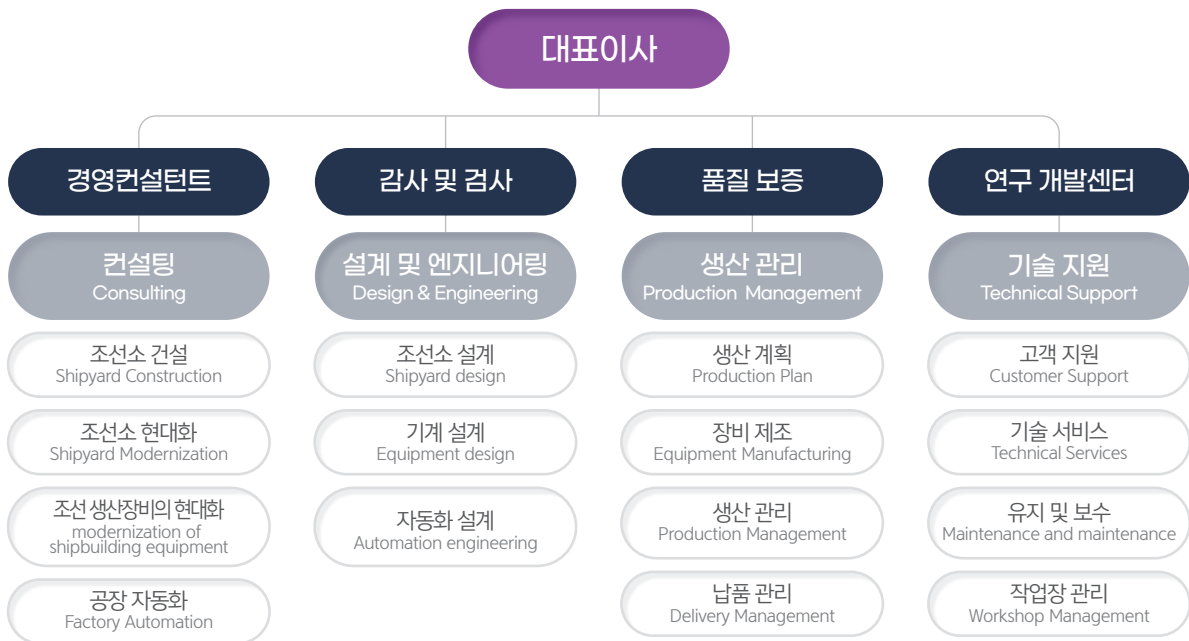 대표이사
경영컨설턴트
감사 및 검사
품질 보증
연구 개발센터
컨설팅
Consulting
설계 및 엔지니어링
Design & Engineering
생산 관리
Production Management
기술 지원
Technical Support
조선소 건설
Shipyard Construction
조선소 설계
Shipyard design
생산 계획
Production Plan
고객 지원
Customer Support
조선소 현대화
Shipyard Modernization
기계 설계
Equipment design
장비 제조
Equipment Manufacturing
기술 서비스
Technical Services
조선 생산장비의 현대화
modernization of
shipbuilding equipment
자동화 설계
Automation engineering
생산 관리
Production Management
유지 및 보수
Maintenance and maintenance
공장 자동화
Factory Automation
납품 관리
Delivery Management
작업장 관리
Workshop Management